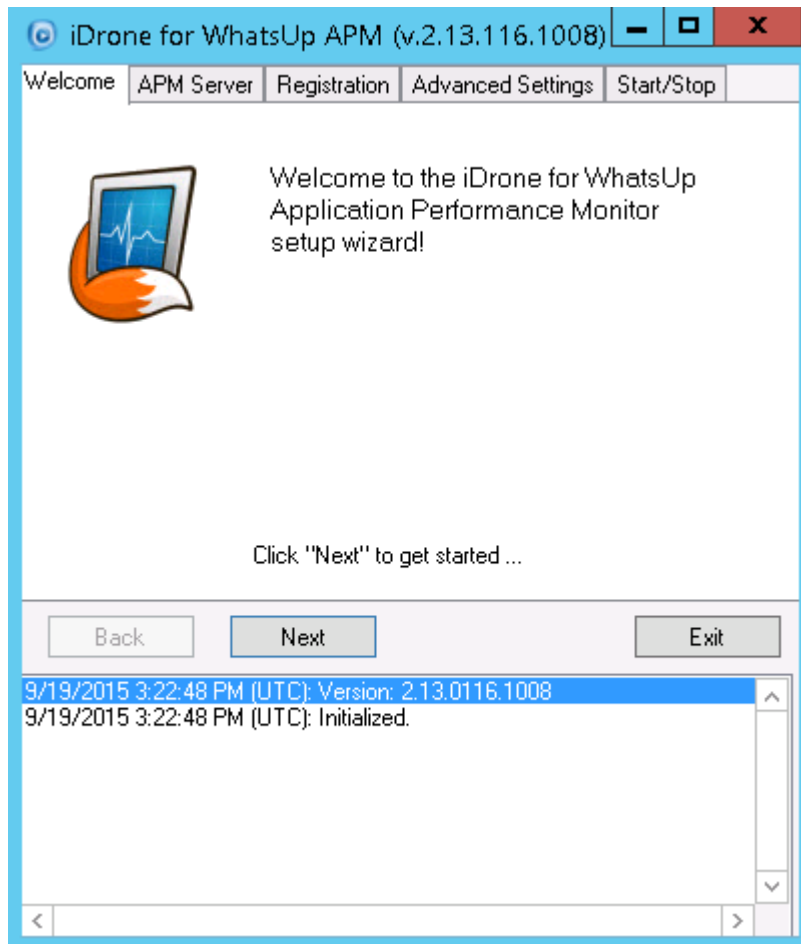 iDrone for WhatsUp APM (v.2.13.116.1008)
Welcome APM Server Registration Advanced Settings Start/Stop
Welcome to the iDrone for WhatsUp
Application Performance Monitor
setup wizard!
Click "Next" to get started ...
Back Next Exit
9/19/2015 3:22:48 PM (UTC): Version: 2.13.0116.1008
9/19/2015 3:22:48 PM (UTC): Initialized.